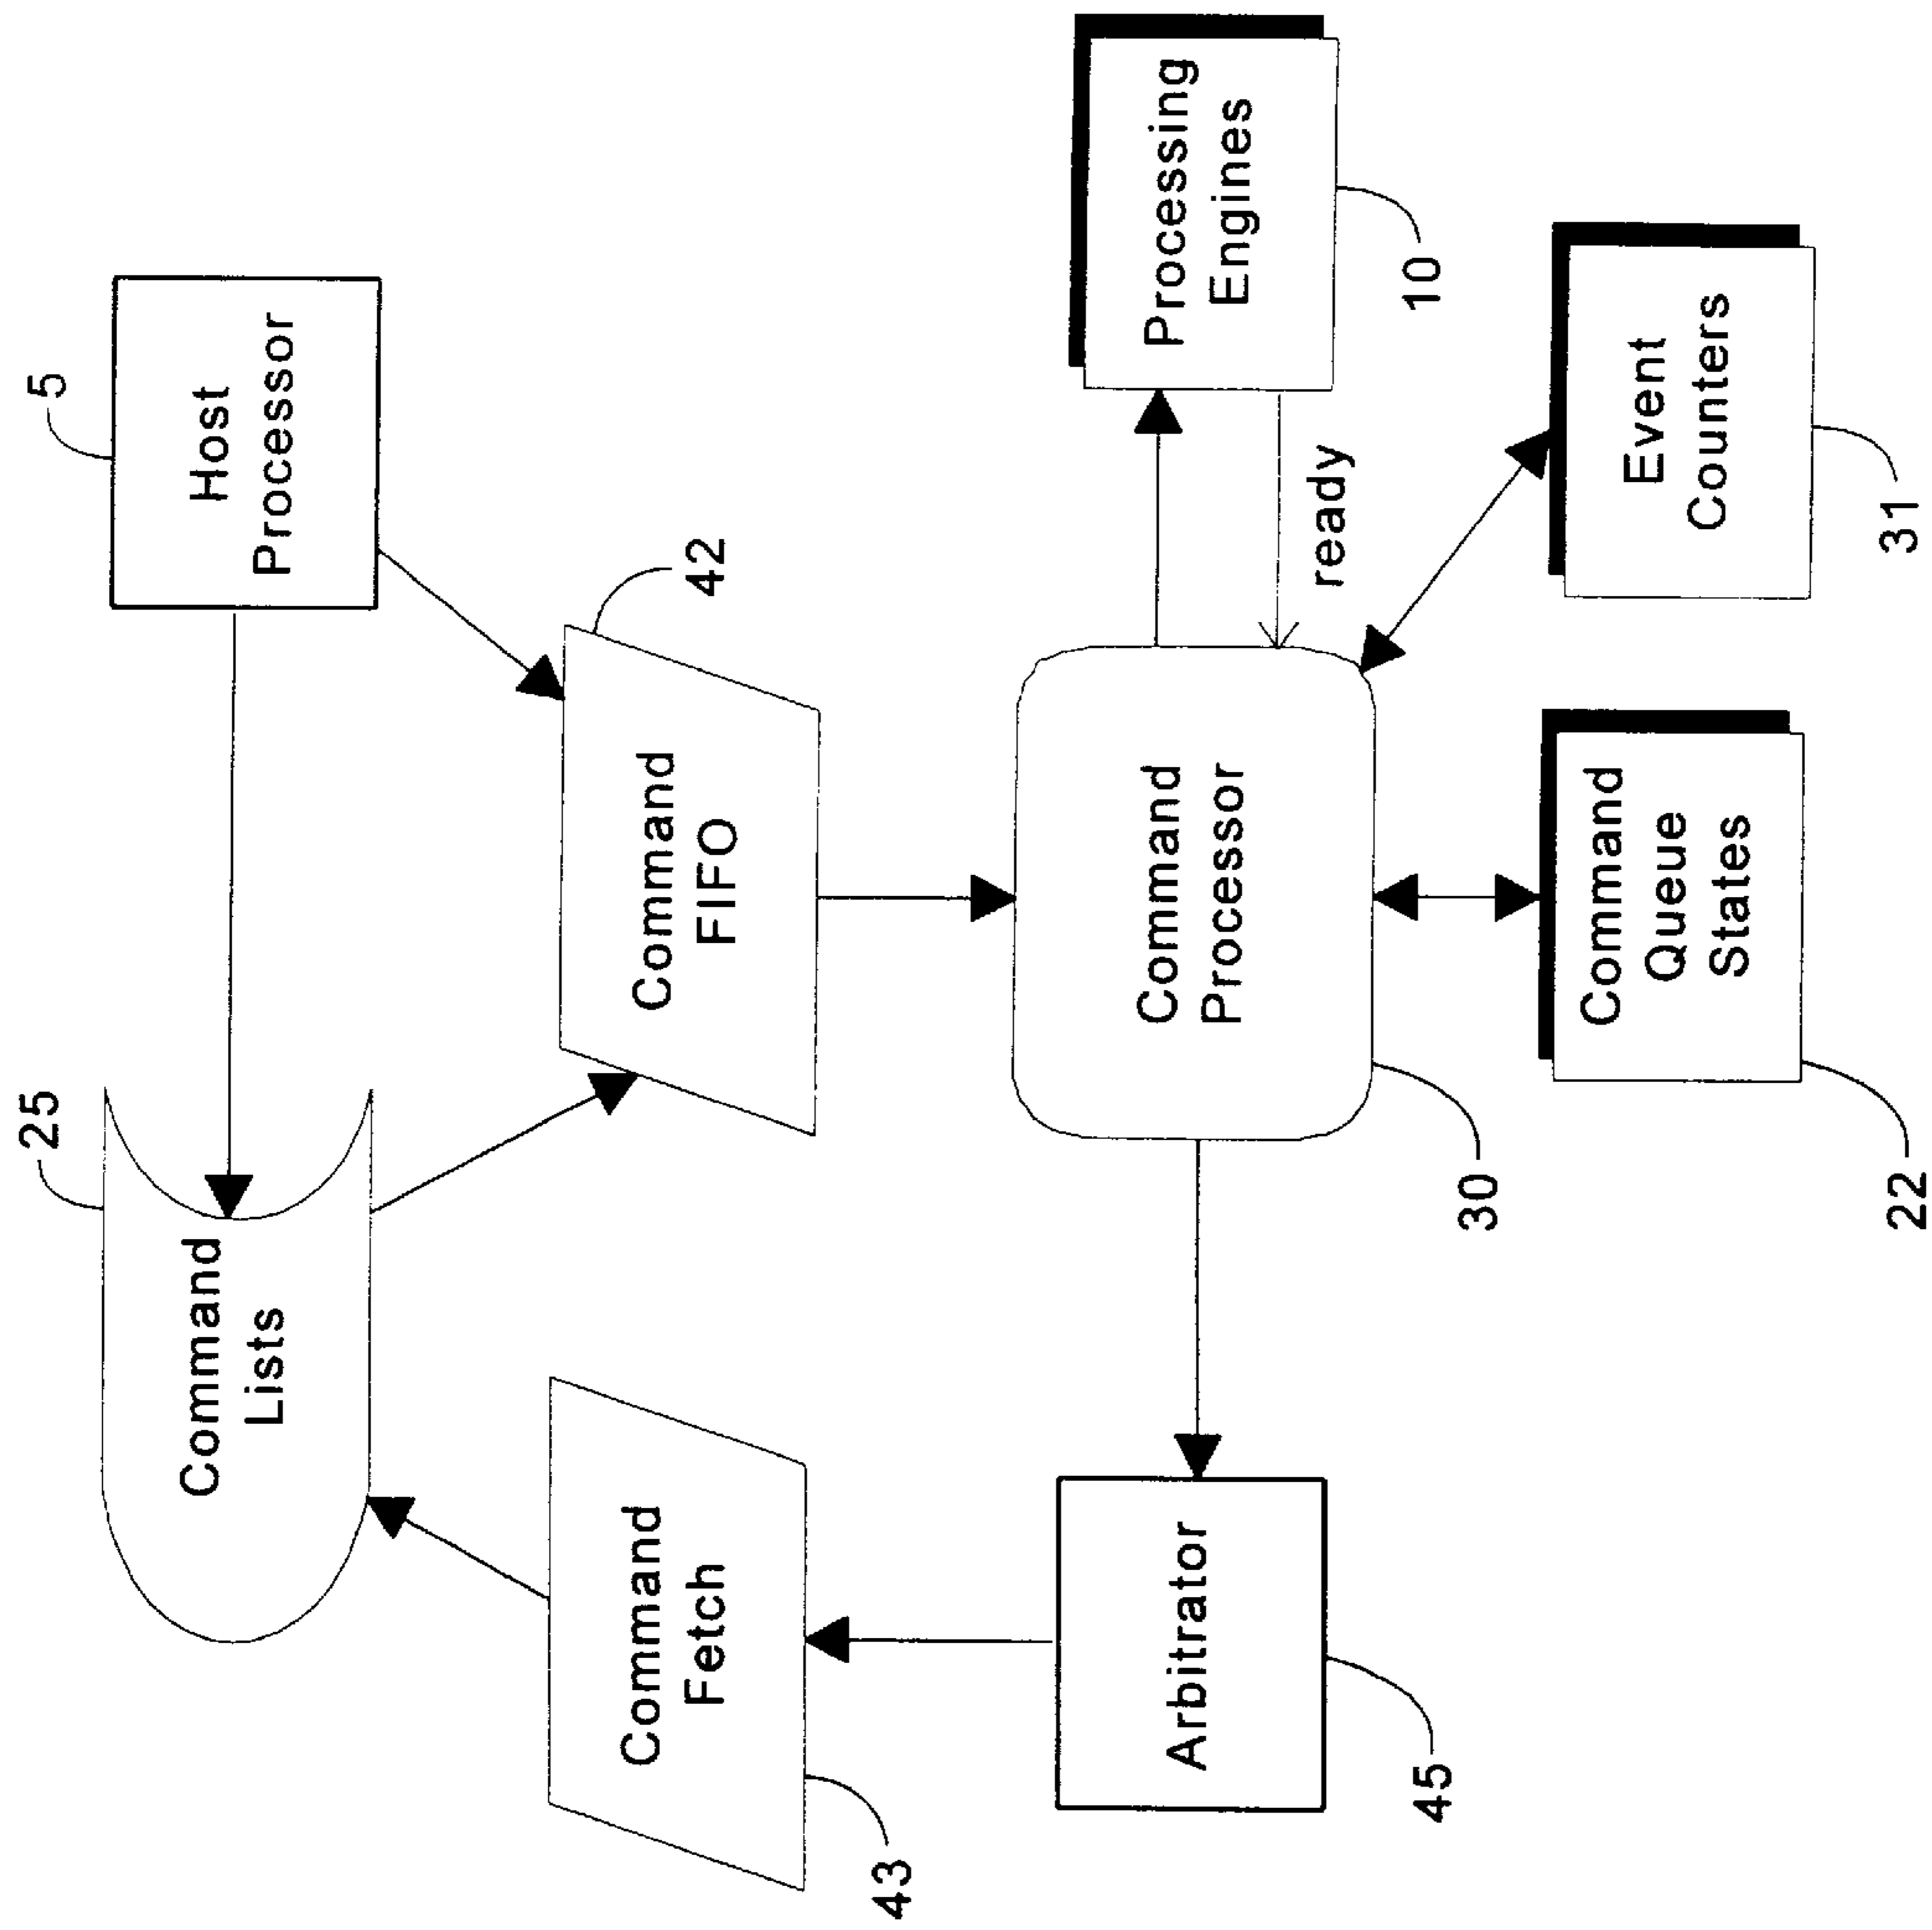 25
Command
Lists
5
Host
Processor
43
Command
Fetch
Command
FIFO
42
45
Arbitrator
30
Command
Processor
ready
Processing
Engines
10
22
Command
Queue
States
Event
Counters
31